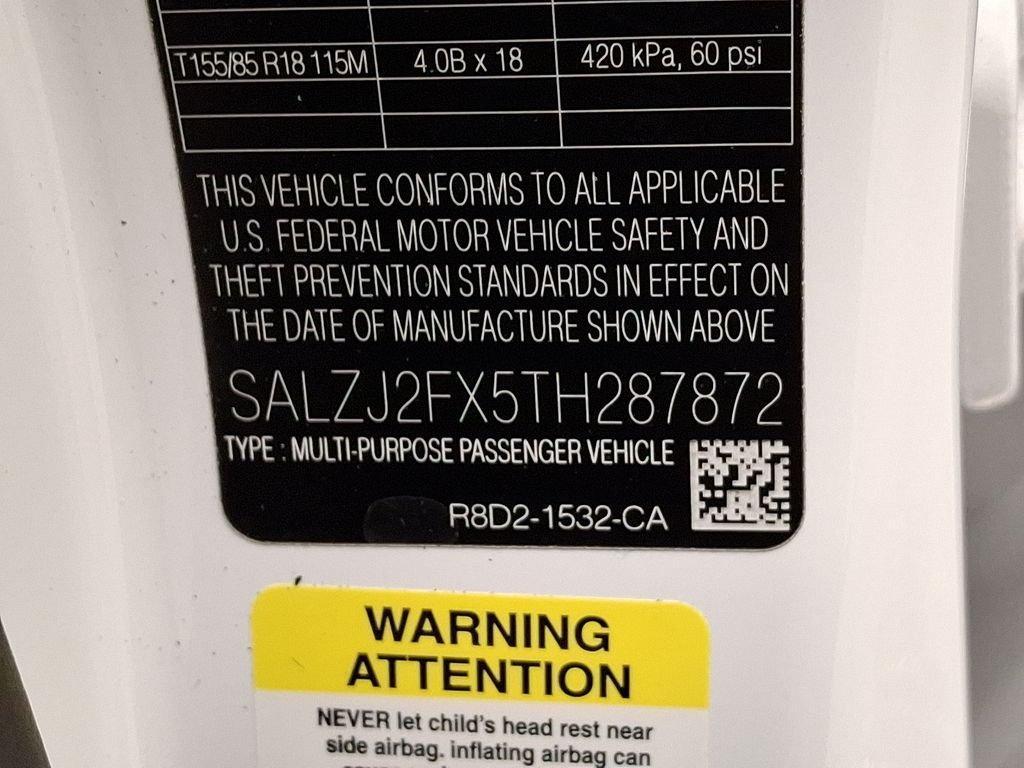 T155/85 R18 115M 4.0B x 18 420 kPa, 60 psi
THIS VEHICLE CONFORMS TO ALL APPLICABLE
U.S. FEDERAL MOTOR VEHICLE SAFETY AND
THEFT PREVENTION STANDARDS IN EFFECT ON
THE DATE OF MANUFACTURE SHOWN ABOVE
SALZJ2FX5TH287872
TYPE : MULTI-PURPOSE PASSENGER VEHICLE
R8D2-1532-CA
WARNING
ATTENTION
NEVER let child's head rest near
side airbag. inflating airbag can